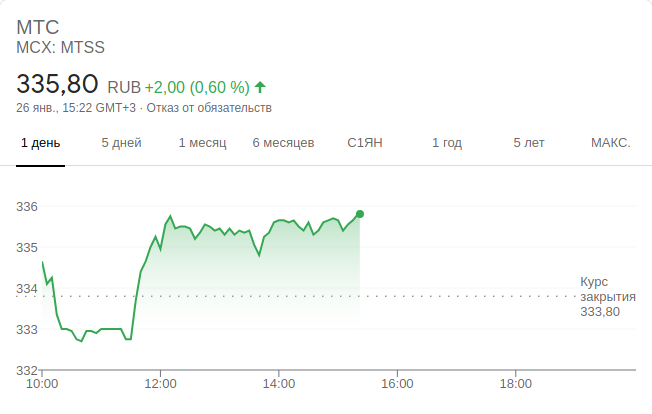 МТС
MCX: MTSS
335,80 RUB +2,00 (0,60 %)
26 янв., 15:22 GMT+3 · Отказ от обязательств
1 день 5 дней 1 месяц 6 месяцев С1ЯН 1 год 5 лет МАКС.
336
335
334
333
332
Курс
закрытия
333,80
10:00 12:00 14:00 16:00 18:00